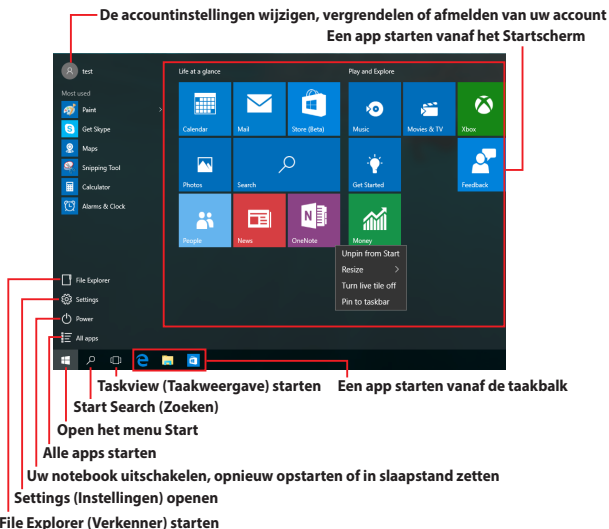 De accountinstellingen wijzigen, vergrendelen of afmelden van uw account
Een app starten vanaf het Startscherm
test
Life at a glance
Play and Explore
Most used
Paint
Get Skype
Maps
Snipping Tool
Calculator
Alarms & Clock
Calendar
Mail
Store (Beta)
Music
Movies & TV
Xbox
Photos
Search
Get Started
Feedback
People
News
OneNote
Money
Unpin from Start
Resize
Turn live tile off
Pin to taskbar
File Explorer
Settings
Power
All apps
Taskview (Taakweergave) starten
Een app starten vanaf de taakbalk
Start Search (Zoeken)
Open het menu Start
Alle apps starten
Uw notebook uitschakelen, opnieuw opstarten of in slaapstand zetten
Settings (Instellingen) openen
File Explorer (Verkenner) starten